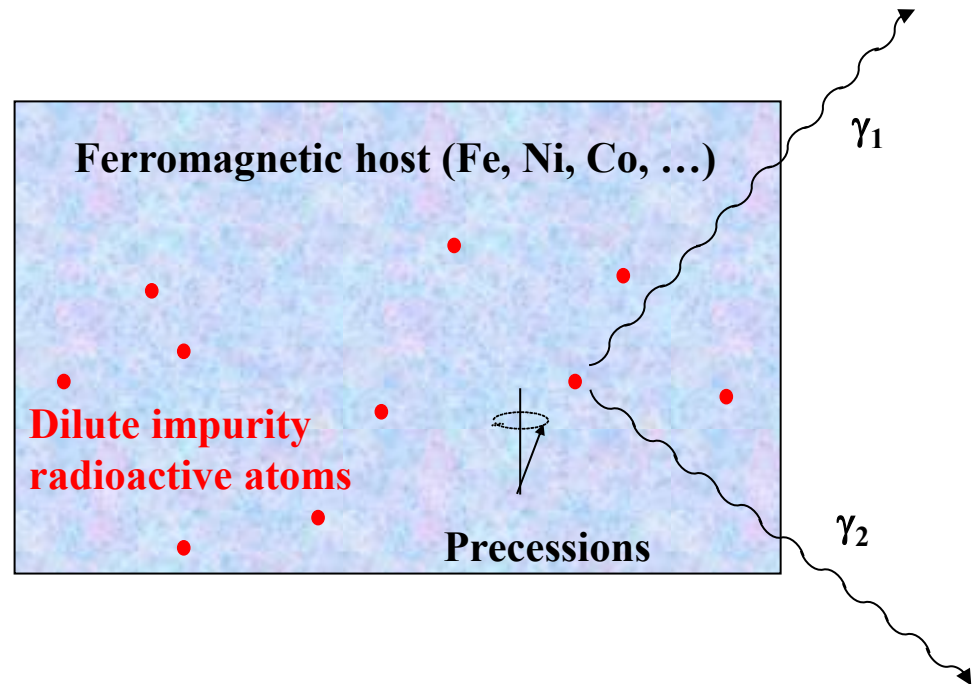 Ferromagnetic host (Fe, Ni, Co, …)
γ₁
Dilute impurity
radioactive atoms
Precessions
γ₂